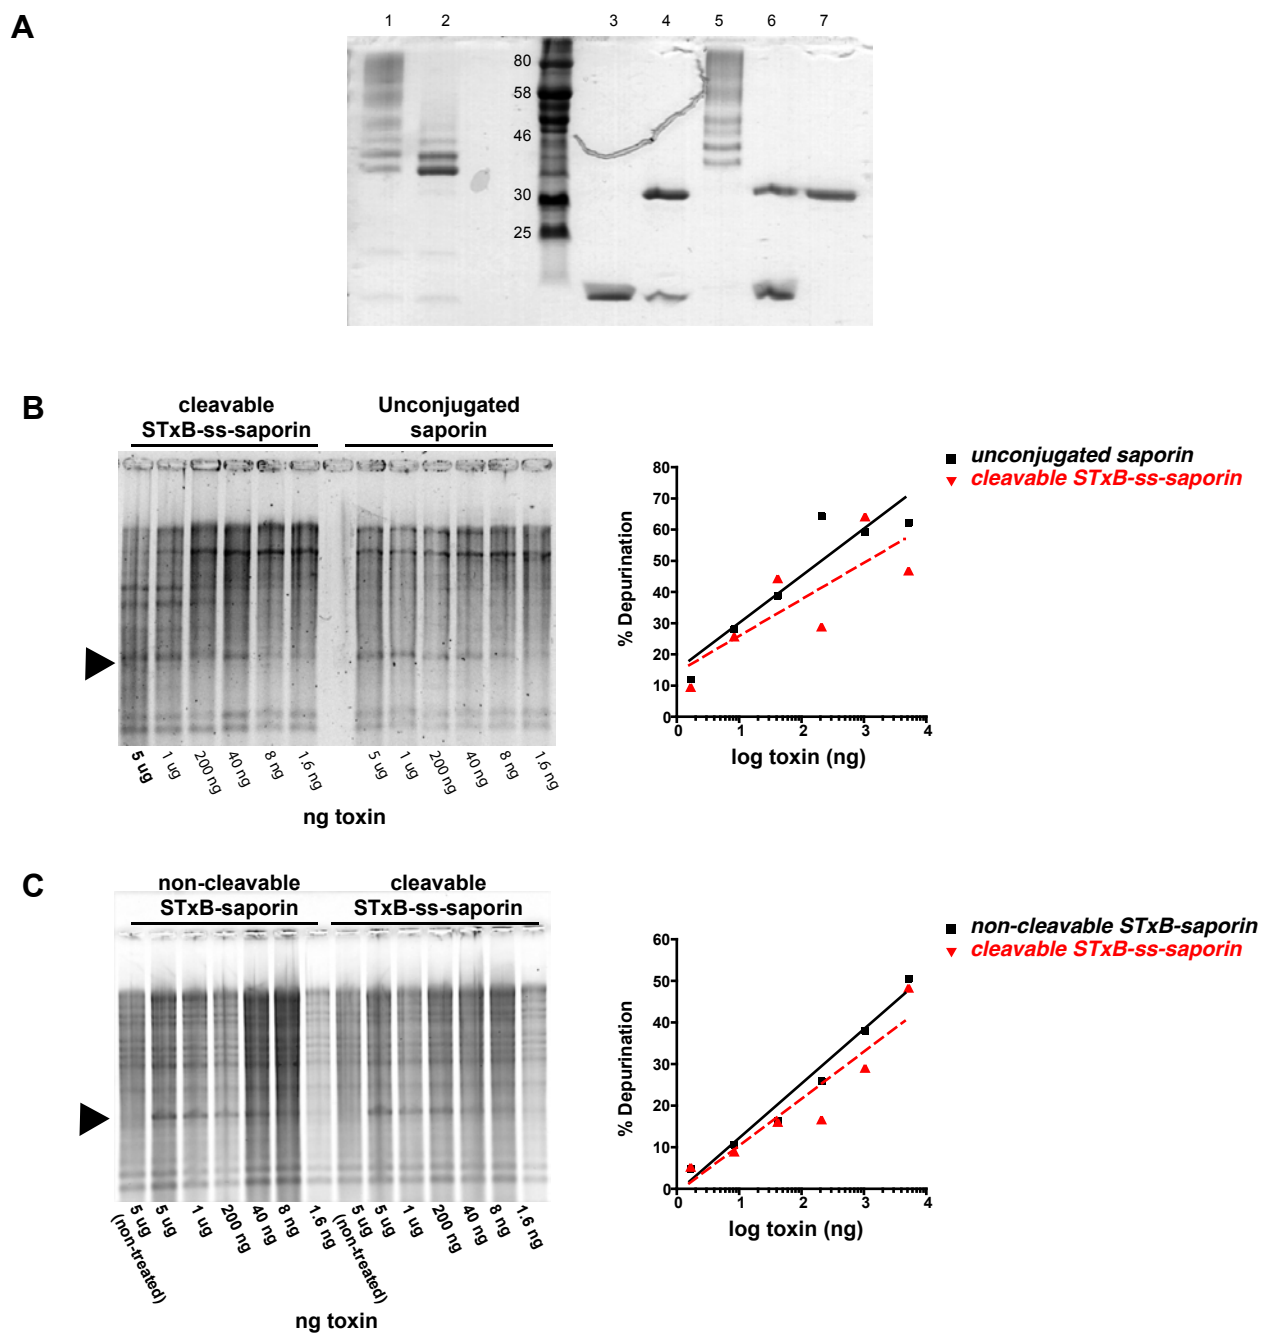 A
1 2 3 4 5 6 7
80
58
46
30
25
B
cleavable
STxB-ss-saporin
Unconjugated
saporin
5 ug 1 ug 200 ng 40 ng 8 ng 1.6 ng 5 ug 1 ug 200 ng 40 ng 8 ng 1.6 ng
ng toxin
unconjugated saporin
cleavable STxB-ss-saporin
80
70
60
50
40
30
20
10
0
% Depurination
0 1 2 3 4
log toxin (ng)
C
non-cleavable
STxB-saporin
cleavable
STxB-ss-saporin
5 ug
(non-treated)
5 ug 1 ug 200 ng 40 ng 8 ng 1.6 ng
5 ug
(non-treated)
5 ug 1 ug 200 ng 40 ng 8 ng 1.6 ng
ng toxin
non-cleavable STxB-saporin
cleavable STxB-ss-saporin
60
50
40
30
20
10
0
% Depurination
0 1 2 3 4
log toxin (ng)